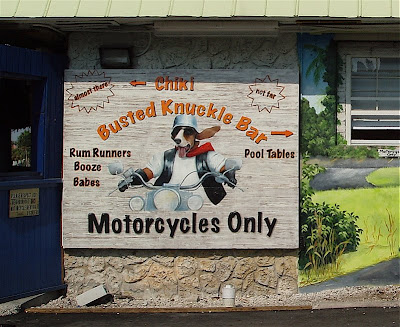 almost there
Chiki
not far
Busted Knuckle Bar
Rum Runners
Booze
Babes
Pool Tables
Motorcycles Only